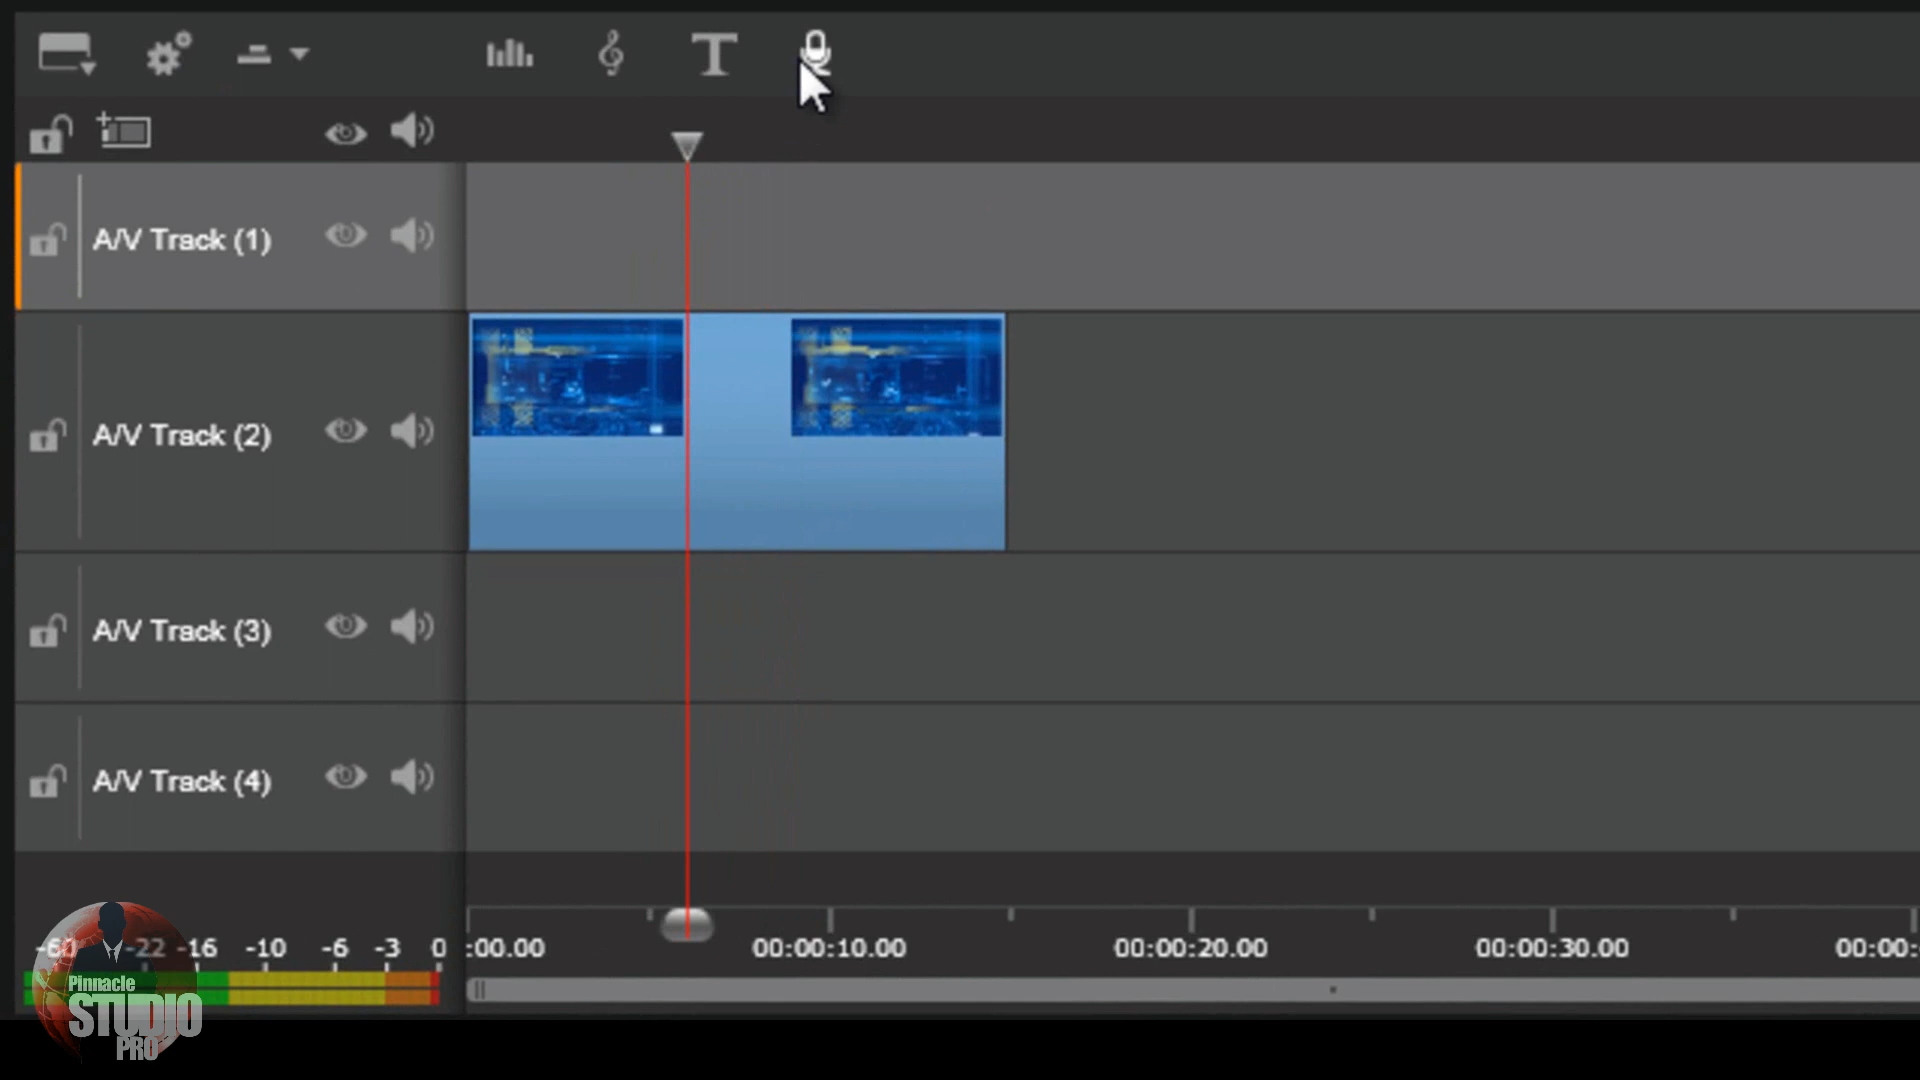 T
A/V Track (1)
A/V Track (2)
A/V Track (3)
A/V Track (4)
-60 -22 -16 -10 -6 -3 0
:00.00 00:00:10.00 00:00:20.00 00:00:30.00 00:00:
Pinnacle
STUDIO
PRO